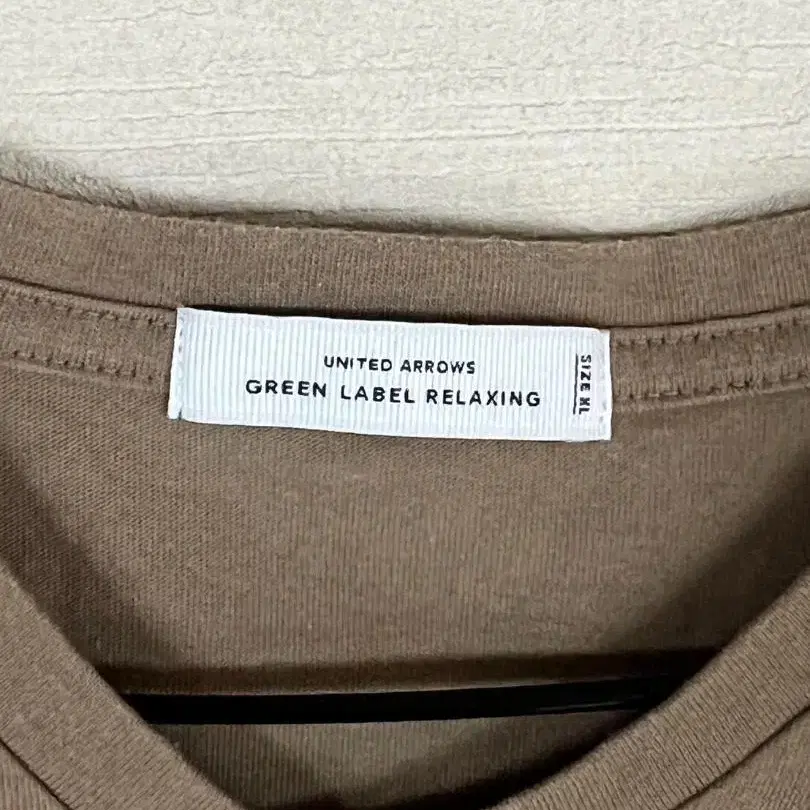 UNITED ARROWS
GREEN LABEL RELAXING
SIZE XL